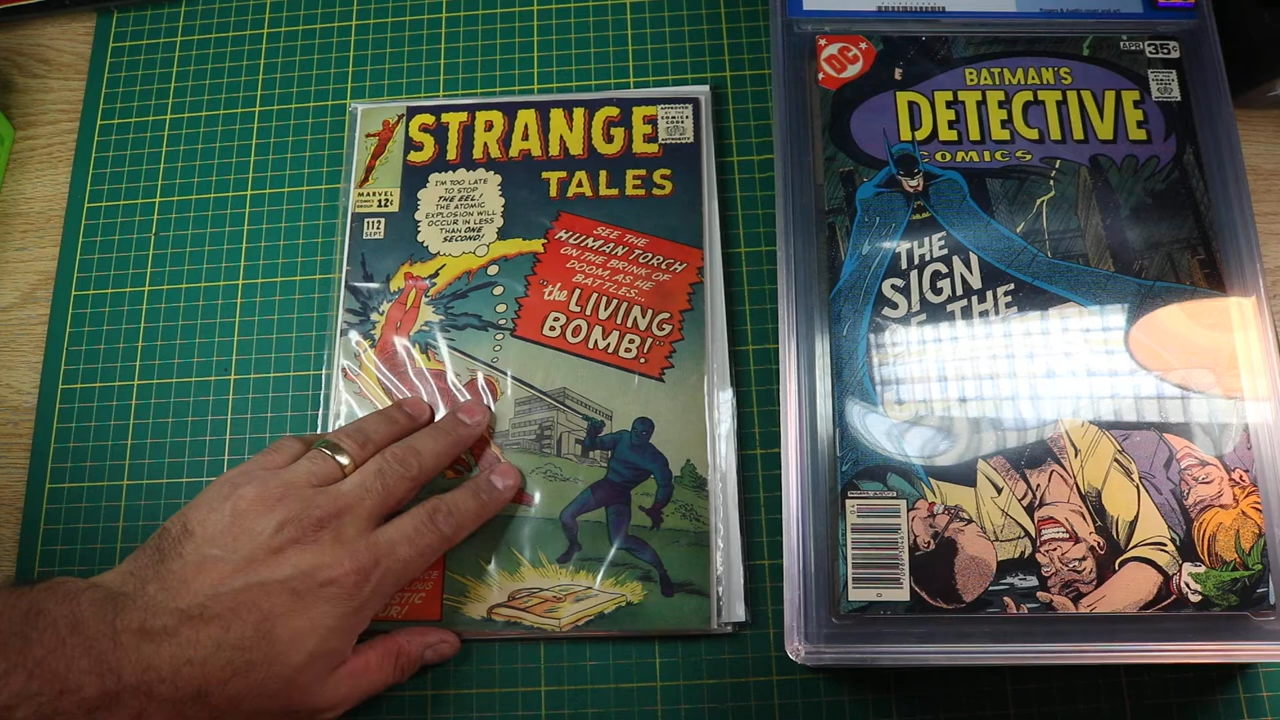 STRANGE
TALES
APPROVED
BY THE
COMICS
CODE
AUTHORITY
MARVEL
COMICS
GROUP 12¢
112
SEPT.
I'M TOO LATE
TO STOP
THE EEL!
THE ATOMIC
EXPLOSION WILL
OCCUR IN LESS
THAN ONE
SECOND!
SEE THE
HUMAN TORCH
ON THE BRINK OF
DOOM, AS HE
BATTLES...
"the LIVING
BOMB!"
DC
APR 35¢
BATMAN'S
DETECTIVE
COMICS
THE
SIGN
OF THE
04